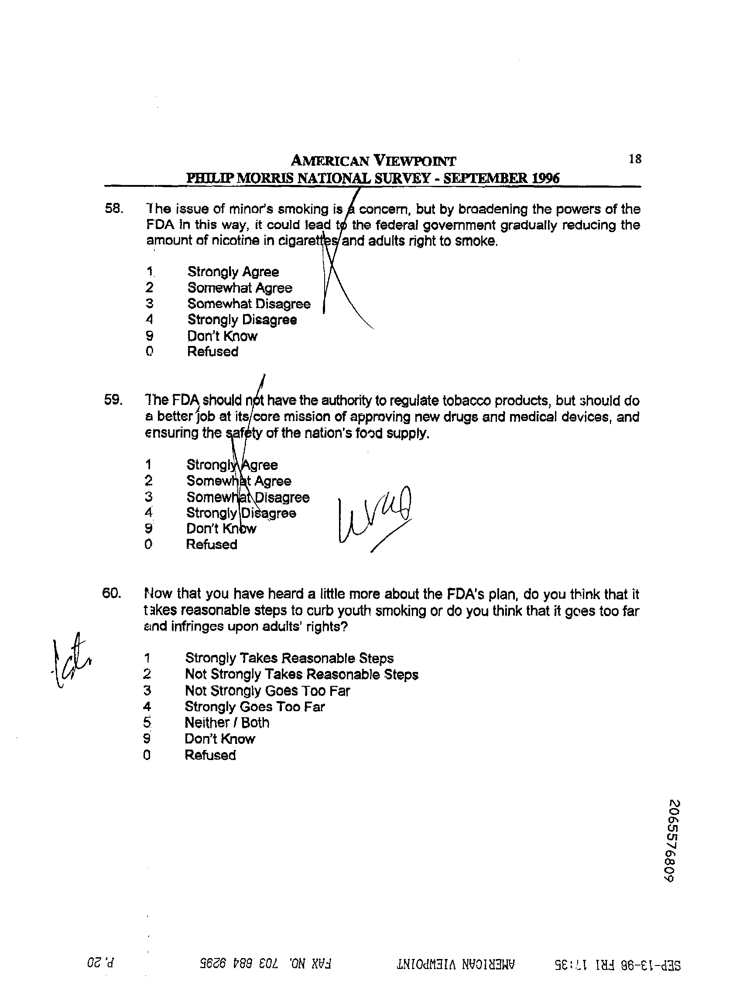 AMERICAN VIEWPOINT 18
PHILIP MORRIS NATIONAL SURVEY - SEPTEMBER 1996
58. The issue of minor's smoking is a concern, but by broadening the powers of the
FDA in this way, it could lead to the federal government gradually reducing the
amount of nicotine in cigarettes and adults right to smoke.
1 Strongly Agree
2 Somewhat Agree
3 Somewhat Disagree
4 Strongly Disagree
9 Don't Know
0 Refused
59. The FDA should not have the authority to regulate tobacco products, but should do
a better job at its core mission of approving new drugs and medical devices, and
ensuring the safety of the nation's food supply.
1 Strongly Agree
2 Somewhat Agree
3 Somewhat Disagree
4 Strongly Disagree
9 Don't Know
0 Refused
60. Now that you have heard a little more about the FDA's plan, do you think that it
takes reasonable steps to curb youth smoking or do you think that it goes too far
and infringes upon adults' rights?
1 Strongly Takes Reasonable Steps
2 Not Strongly Takes Reasonable Steps
3 Not Strongly Goes Too Far
4 Strongly Goes Too Far
5 Neither / Both
9 Don't Know
0 Refused
2065576809
SEP-13-96 FRI 17:35 AMERICAN VIEWPOINT FAX NO. 703 684 9295 P. 20